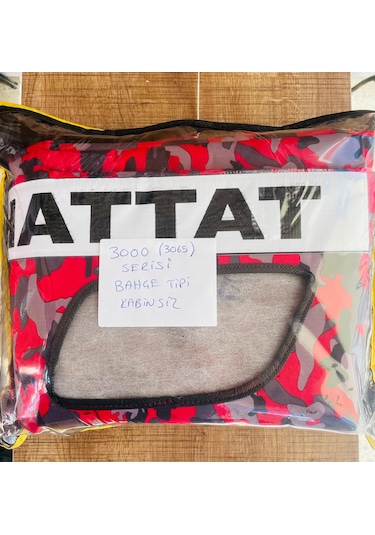 HATTAT
3000 (3065)
SERİSİ
BAHÇE TİPİ
KABİNSİZ